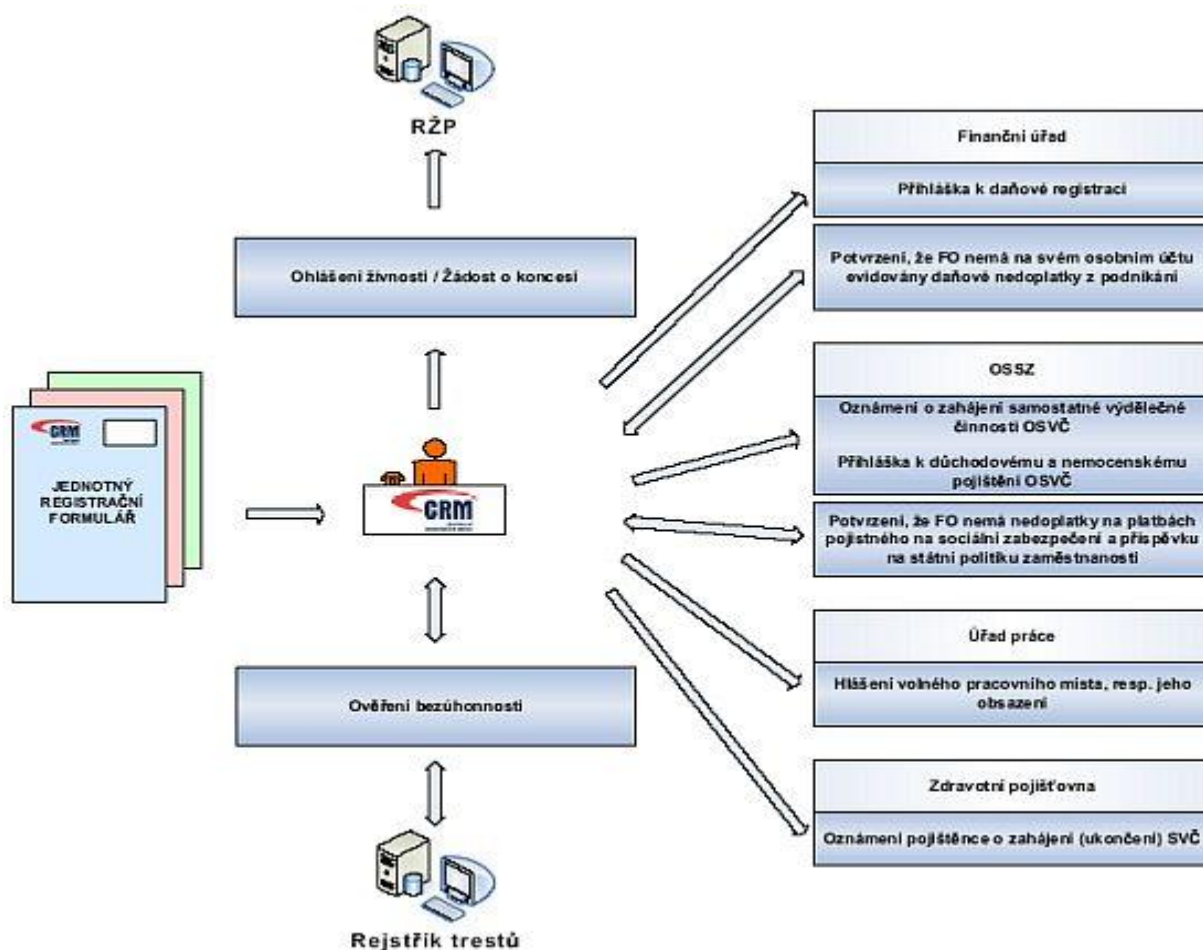 RŽP
Ohlášení živnosti / Žádost o koncesi
CRM
JEDNOTNÝ
REGISTRAČNÍ
FORMULÁŘ
CRM
Ověření bezúhonnosti
Rejstřík trestů
Finanční úřad
Přihláška k daňové registraci
Potvrzení, že FO nemá na svém osobním účtu
evidovány daňové nedoplatky z podnikání
OSSZ
Oznámení o zahájení samostatné výdělečné
činnosti OSVČ
Přihláška k důchodovému a nemocenskému
pojištění OSVČ
Potvrzení, že FO nemá nedoplatky na platbách
pojistného na sociální zabezpečení a příspěvku
na státní politiku zaměstnanosti
Úřad práce
Hlášení volného pracovního místa, resp. jeho
obsazení
Zdravotní pojišťovna
Oznámení pojištěnce o zahájení (ukončení) SVČ